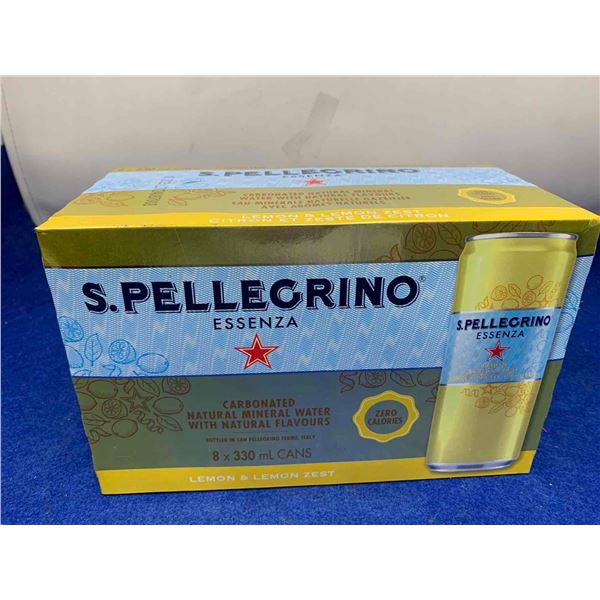 S.PELLEGRINO
ESSENZA
CARBONATED NATURAL MINERAL
WATER WITH NATURAL FLAVOURS
EAU MINÉRALE NATURELLE GAZÉIFIÉE
AVEC ARÔMES NATURELS
LEMON & LEMON ZEST
CITRON ET ZESTE DE CITRON
S.PELLEGRINO®
ESSENZA
CARBONATED
NATURAL MINERAL WATER
WITH NATURAL FLAVOURS
BOTTLED IN SAN PELLEGRINO TERME, ITALY
8 x 330 mL CANS
ZERO
CALORIES
LEMON & LEMON ZEST
S.PELLEGRINO
ESSENZA